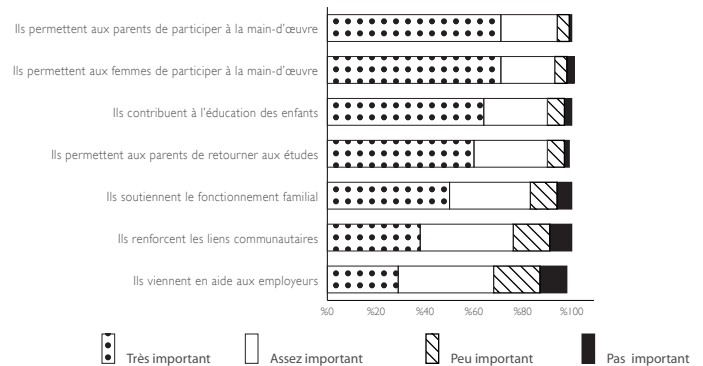 Ils permettent aux parents de participer à la main-d'œuvre
Ils permettent aux femmes de participer à la main-d'œuvre
Ils contribuent à l'éducation des enfants
Ils permettent aux parents de retourner aux études
Ils soutiennent le fonctionnement familial
Ils renforcent les liens communautaires
Ils viennent en aide aux employeurs
%0 %20 %40 %60 %80 %100
Très important Assez important Peu important Pas important